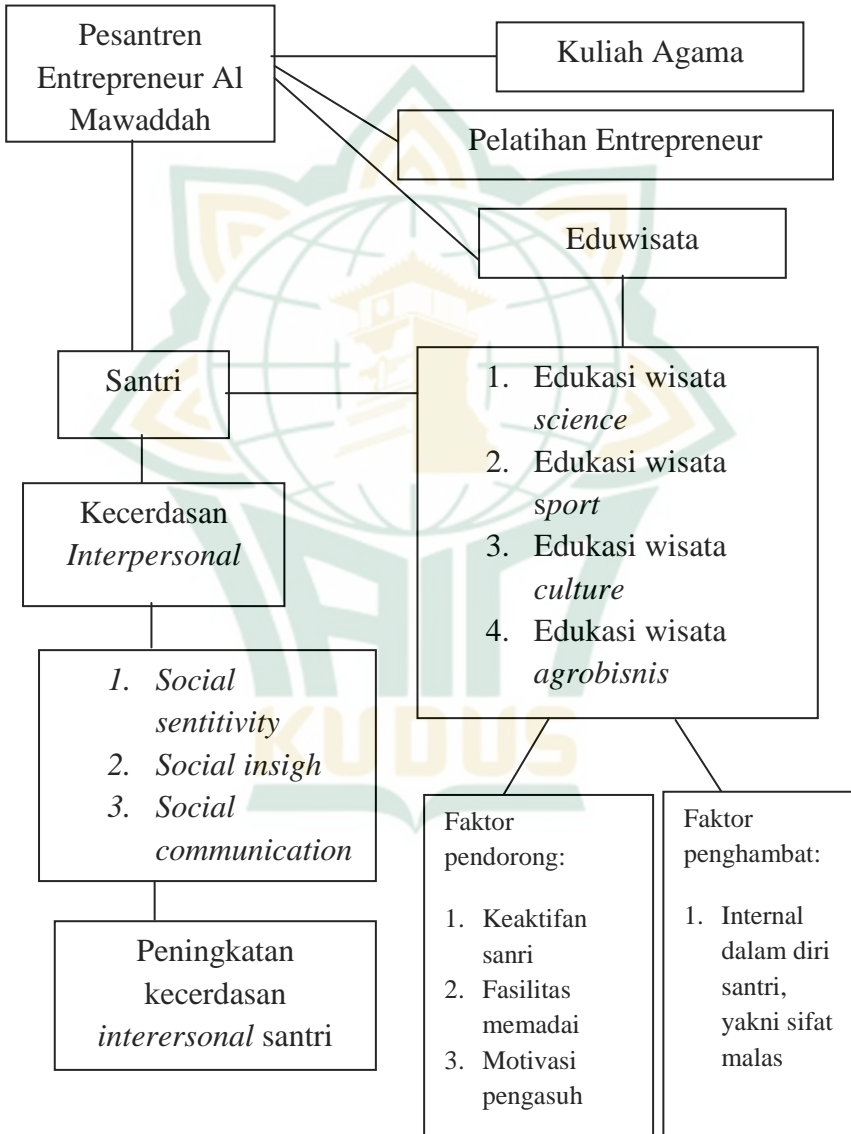 Pesantren
Entrepreneur Al
Mawaddah
Kuliah Agama
Pelatihan Entrepreneur
Eduwisata
Santri
1. Edukasi wisata
science
2. Edukasi wisata
sport
3. Edukasi wisata
culture
4. Edukasi wisata
agrobisnis
Kecerdasan
Interpersonal
1. Social
sentitivity
2. Social insigh
3. Social
communication
Peningkatan
kecerdasan
interersonal santri
Faktor
pendorong:
1. Keaktifan
sanri
2. Fasilitas
memadai
3. Motivasi
pengasuh
Faktor
penghambat:
1. Internal
dalam diri
santri,
yakni sifat
malas
IAIN
KUDUS